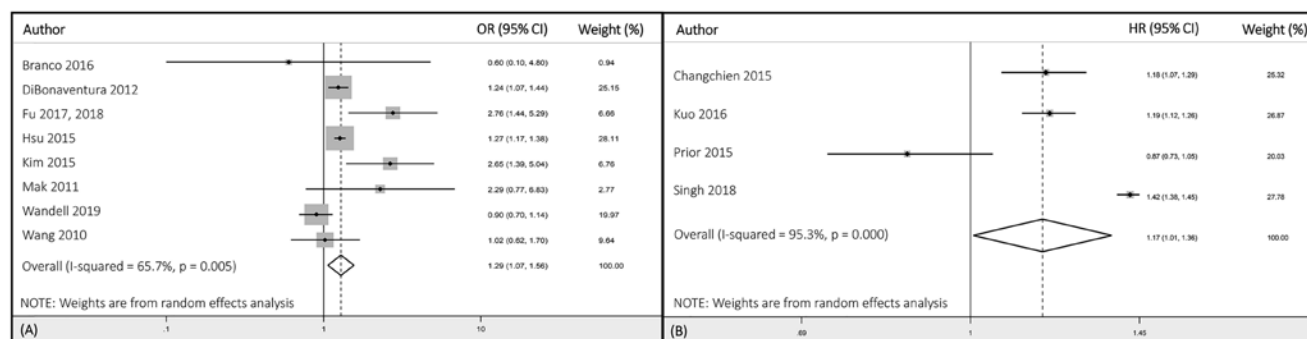 Author OR (95% CI) Weight (%)
Branco 2016 0.60 (0.10, 4.80) 0.94
DiBonaventura 2012 1.24 (1.07, 1.44) 25.15
Fu 2017, 2018 2.76 (1.44, 5.29) 6.66
Hsu 2015 1.27 (1.17, 1.38) 28.11
Kim 2015 2.65 (1.39, 5.04) 6.76
Mak 2011 2.29 (0.77, 6.83) 2.77
Wandell 2019 0.90 (0.70, 1.14) 19.97
Wang 2010 1.02 (0.62, 1.70) 9.64
Overall (I-squared = 65.7%, p = 0.005) 1.29 (1.07, 1.56) 100.00
NOTE: Weights are from random effects analysis
(A) .1 1 10
Author HR (95% CI) Weight (%)
Changchien 2015 1.18 (1.07, 1.29) 25.32
Kuo 2016 1.19 (1.12, 1.26) 26.87
Prior 2015 0.87 (0.73, 1.05) 20.03
Singh 2018 1.42 (1.38, 1.45) 27.78
Overall (I-squared = 95.3%, p = 0.000) 1.17 (1.01, 1.36) 100.00
NOTE: Weights are from random effects analysis
(B) .69 1 1.45